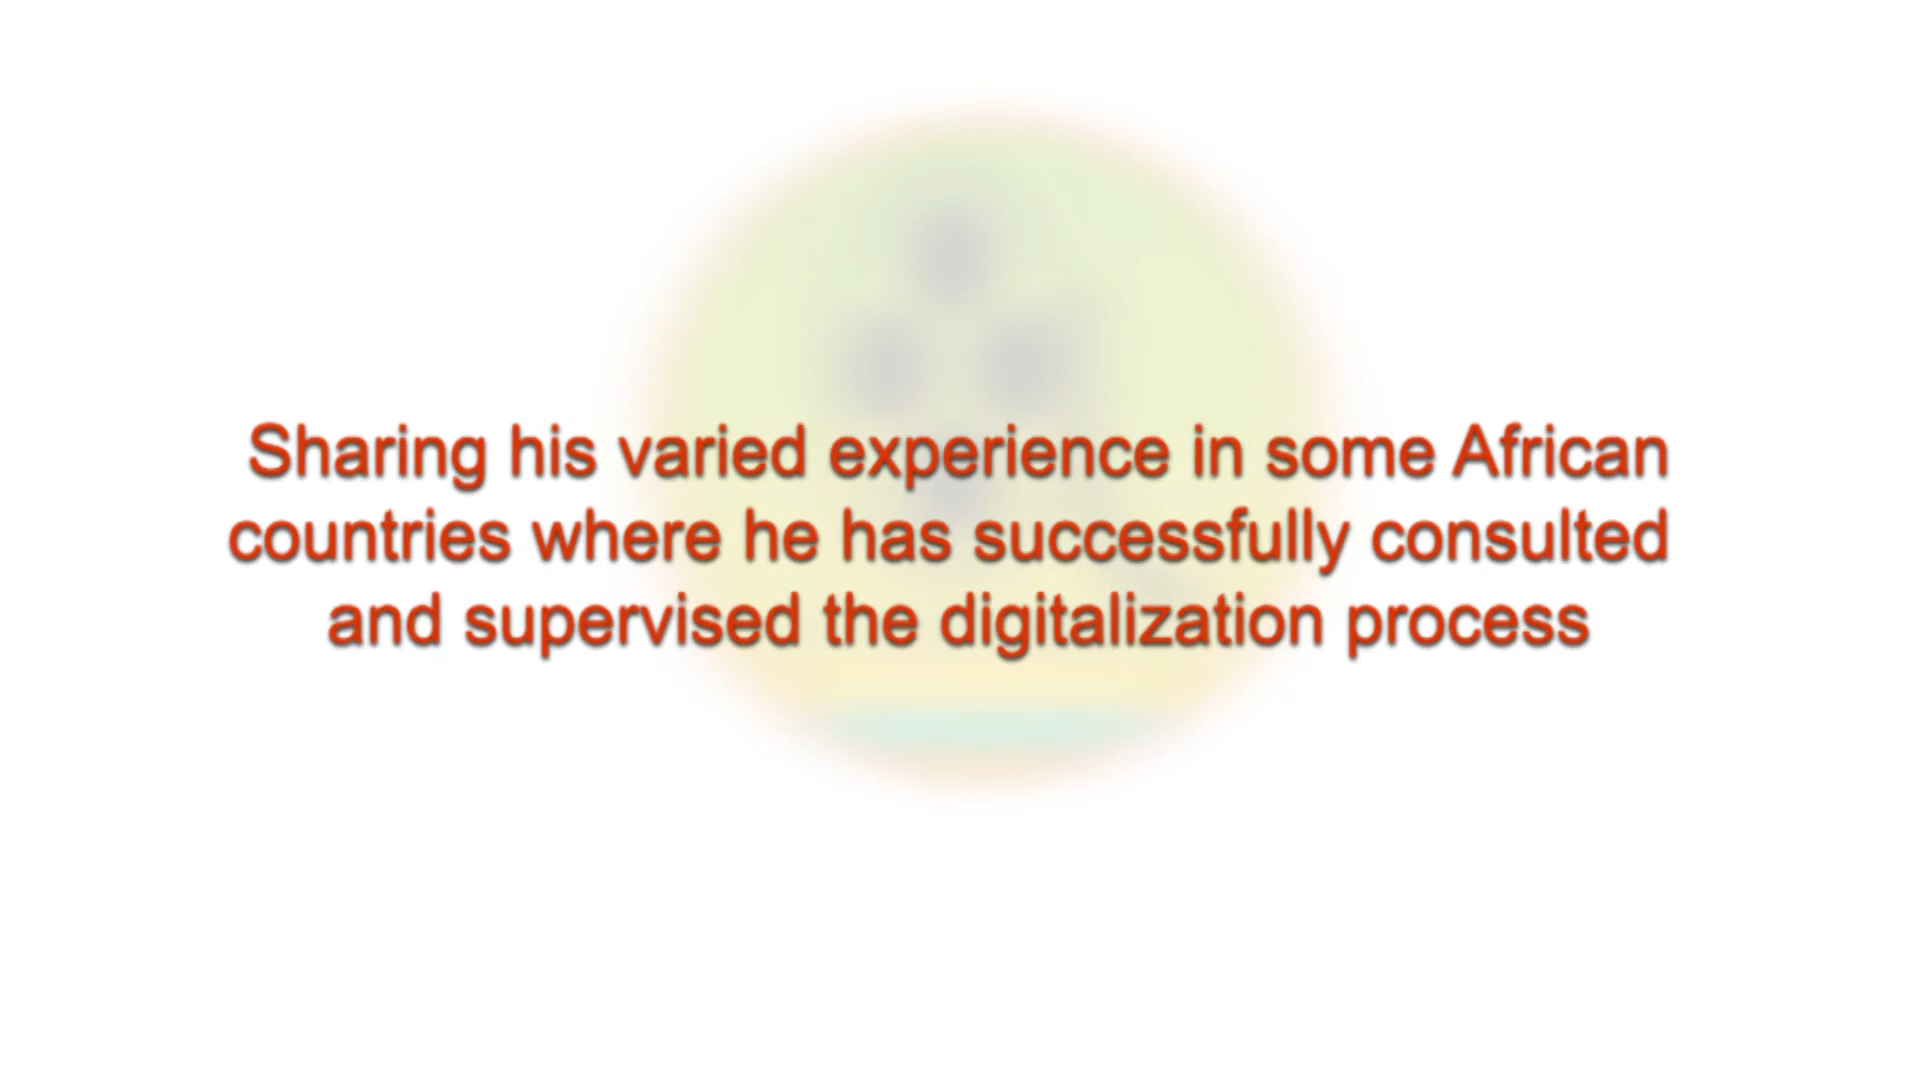 Sharing his varied experience in some African
countries where he has successfully consulted
and supervised the digitalization process